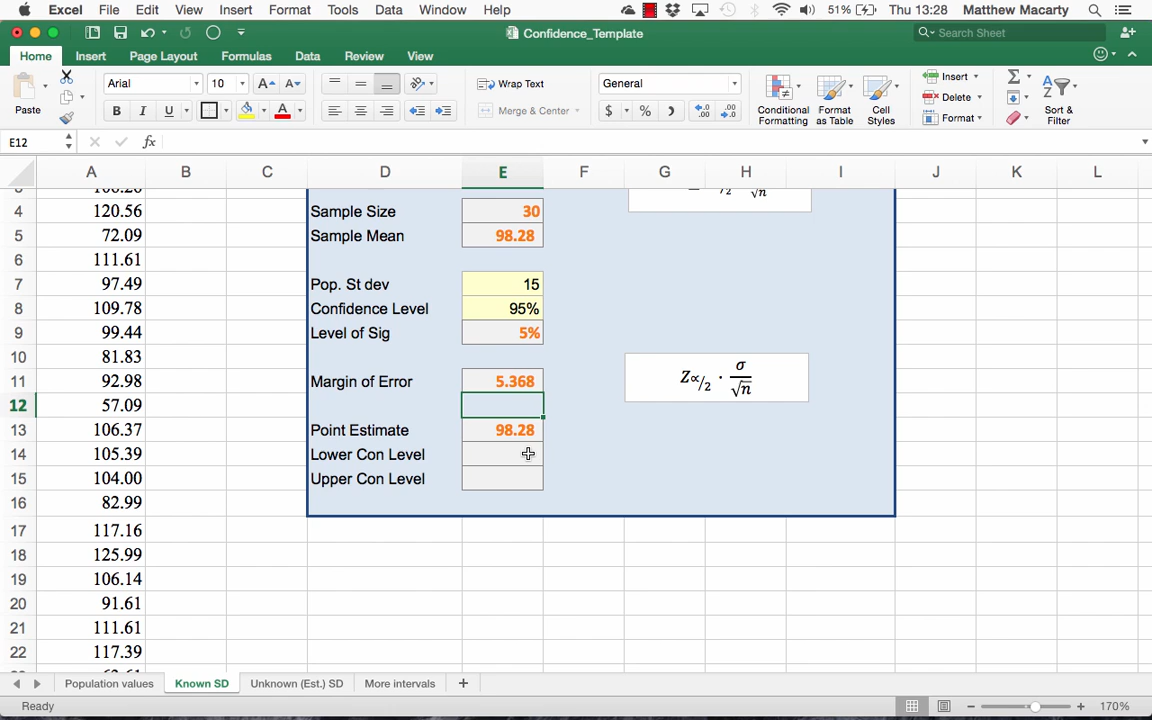 Excel File Edit View Insert Format Tools Data Window Help 51% Thu 13:28 Matthew Macarty
Confidence_Template Search Sheet
Home Insert Page Layout Formulas Data Review View
Paste Arial 10 Wrap Text General Conditional Formatting Format as Table Cell Styles Insert Sort & Filter
B I U A Merge & Center $ % Delete
Format
E12 fx
A B C D E F G H I J K L
4 120.56 Sample Size 30
5 72.09 Sample Mean 98.28
6 111.61
7 97.49 Pop. St dev 15
8 109.78 Confidence Level 95%
9 99.44 Level of Sig 5%
10 81.83
11 92.98 Margin of Error 5.368 Z∝/2 · σ/√n
12 57.09
13 106.37 Point Estimate 98.28
14 105.39 Lower Con Level
15 104.00 Upper Con Level
16 82.99
17 117.16
18 125.99
19 106.14
20 91.61
21 111.61
22 117.39
Population values Known SD Unknown (Est.) SD More intervals +
Ready 170%